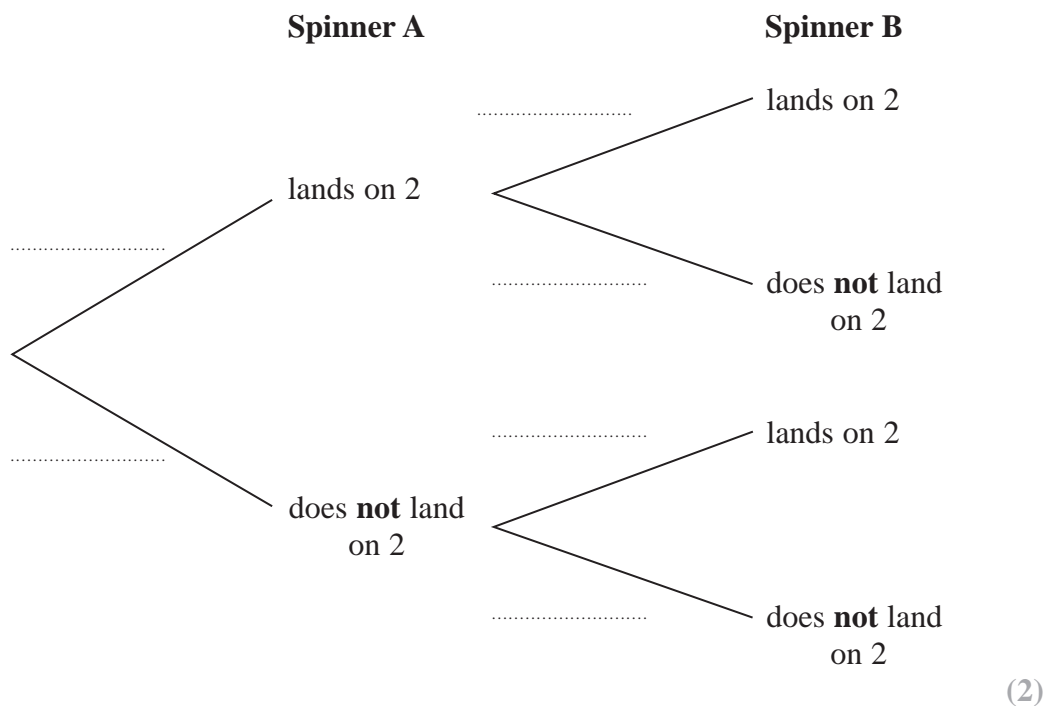 Spinner A
Spinner B
lands on 2
lands on 2
does not land
on 2
lands on 2
does not land
on 2
does not land
on 2
(2)